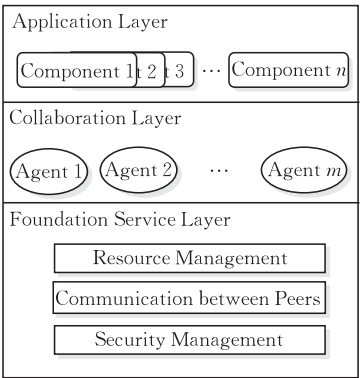 Application Layer
Component 1 t 2 t 3 ··· Component n
Collaboration Layer
Agent 1 Agent 2 ··· Agent m
Foundation Service Layer
Resource Management
Communication between Peers
Security Management